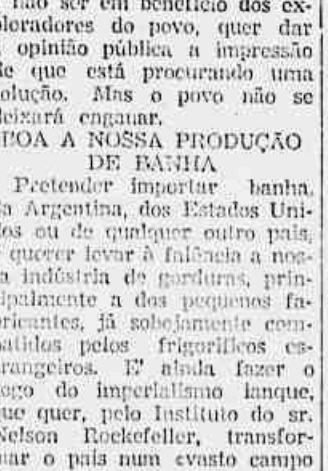 não ser em benefício dos ex-
ploradores do povo, quer dar
opinião pública a impressão
de que está procurando uma
olução. Mas o povo não se
deixará enganar.
BOA A NOSSA PRODUÇÃO
DE BANHA
Pretender importar banha,
da Argentina, dos Estados Uni-
dos ou de qualquer outro país,
querer levar à falência a nos-
a indústria de gorduras, prin-
cipalmente a dos pequenos fa-
bricantes, já sobejamente com-
batidos pelos frigoríficos es-
trangeiros. E' ainda fazer o
jogo do imperialismo ianque,
que quer, pelo Instituto do sr.
Nelson Rockefeller, transfor-
mar o país num «vasto campo